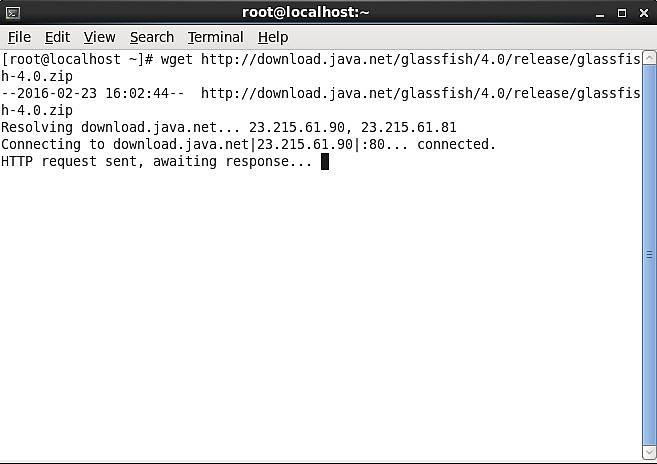 root@localhost:~
File Edit View Search Terminal Help
[root@localhost ~]# wget http://download.java.net/glassfish/4.0/release/glassfis
h-4.0.zip
--2016-02-23 16:02:44--  http://download.java.net/glassfish/4.0/release/glassfis
h-4.0.zip
Resolving download.java.net... 23.215.61.90, 23.215.61.81
Connecting to download.java.net|23.215.61.90|:80... connected.
HTTP request sent, awaiting response...